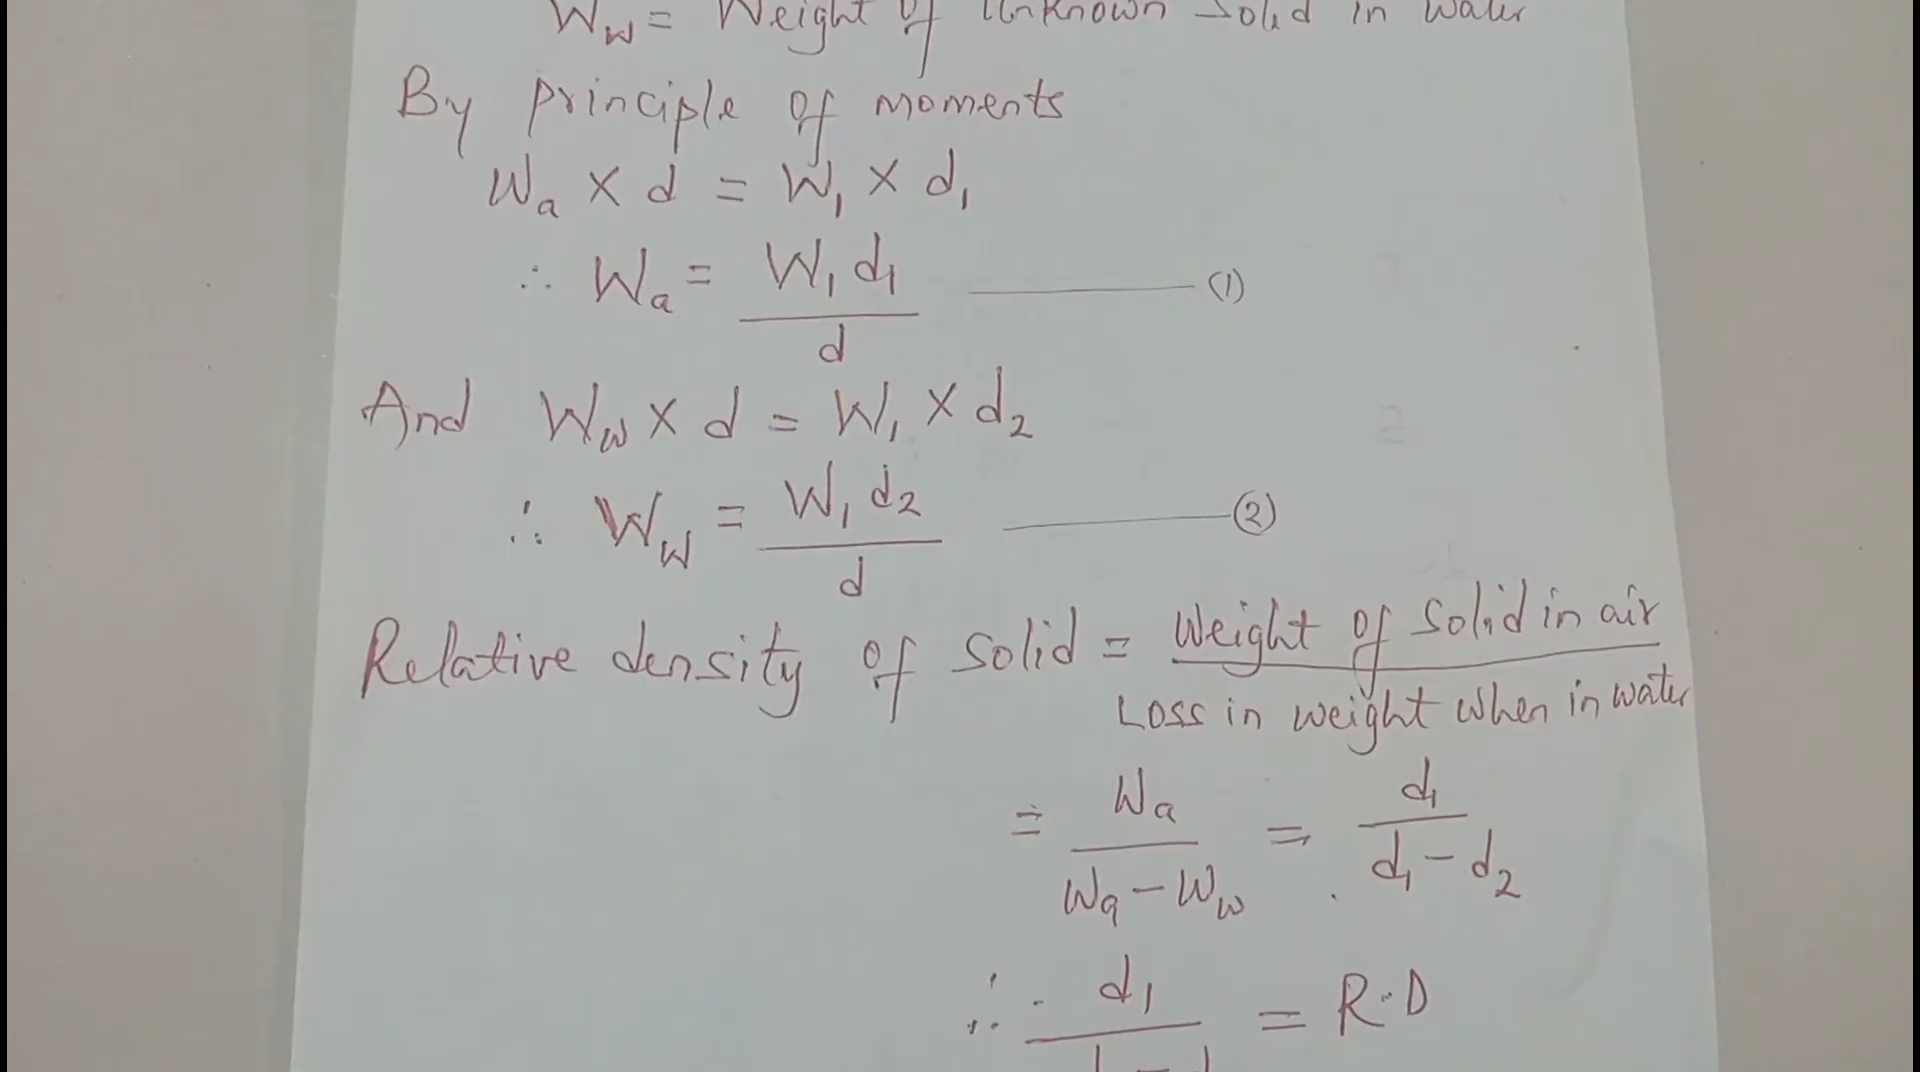 Ww = Weight of Unknown Solid in Water
By principle of moments
Wa × d = W₁ × d₁
∴ Wa = W₁ d₁ / d ——— (1)
And Ww × d = W₁ × d₂
∴ Ww = W₁ d₂ / d ——— (2)
Relative density of Solid = Weight of Solid in air / Loss in weight when in water
= Wa / Wa − Ww = d₁ / d₁ − d₂
∴ d₁ / = R.D